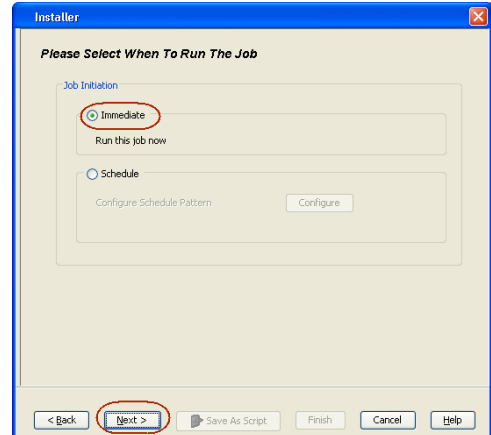 Installer
Please Select When To Run The Job
Job Initiation
Immediate
Run this job now
Schedule
Configure Schedule Pattern Configure
< Back Next > Save As Script Finish Cancel Help